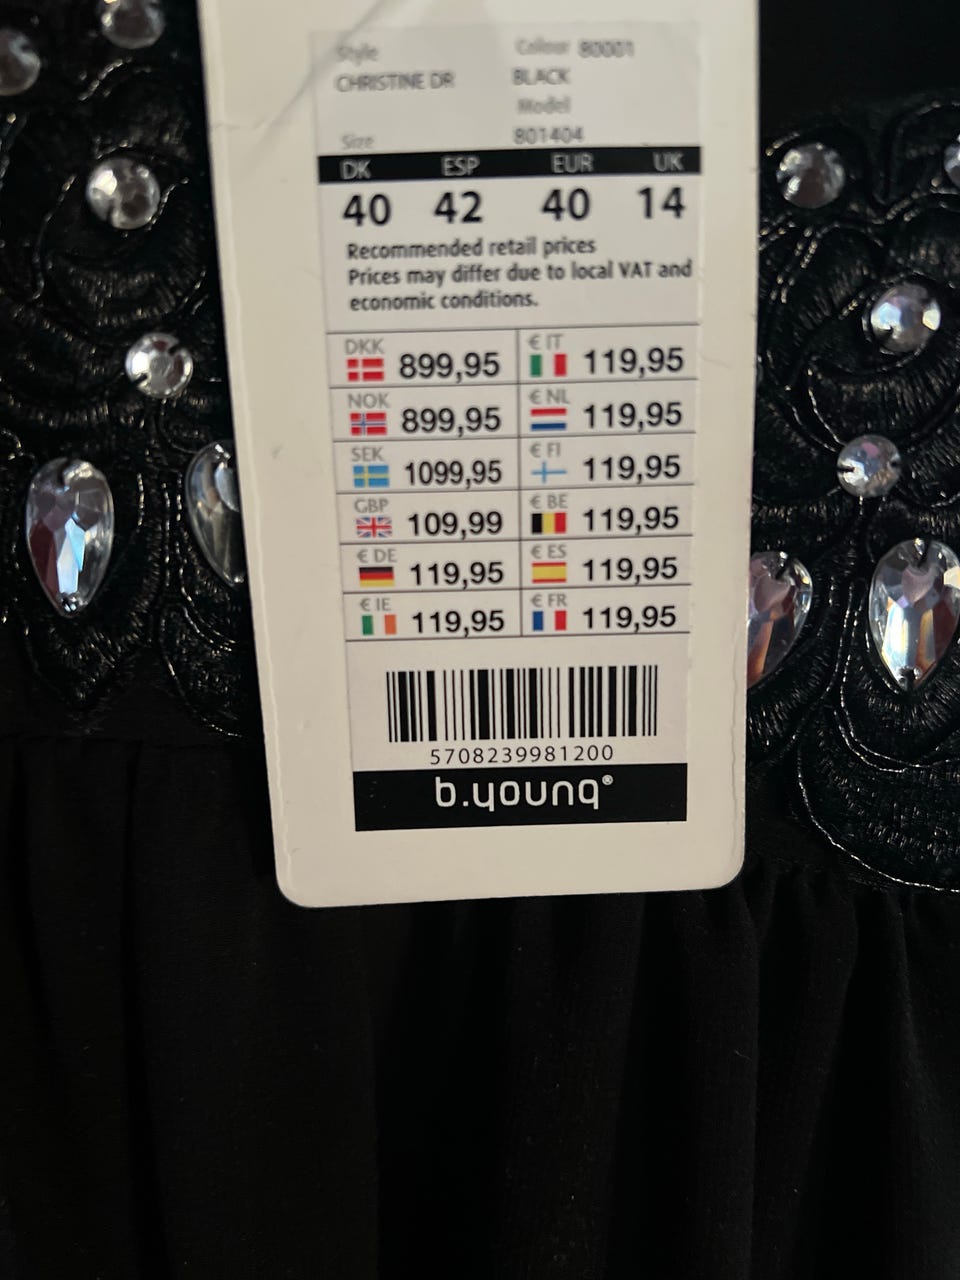 Style Colour 80001
CHRISTINE DR BLACK
Model
Size 801404
DK ESP EUR UK
40 42 40 14
Recommended retail prices
Prices may differ due to local VAT and
economic conditions.
DKK 899,95 € IT 119,95
NOK 899,95 € NL 119,95
SEK 1099,95 € FI 119,95
GBP 109,99 € BE 119,95
€ DE 119,95 € ES 119,95
€ IE 119,95 € FR 119,95
5708239981200
b.young®